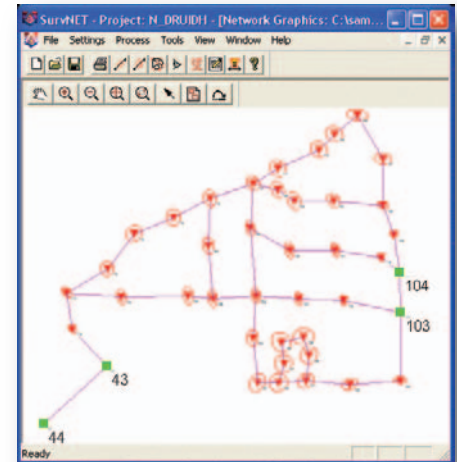 SurvNET - Project: N_DRUIDH - [Network Graphics: C:\sam...
File Settings Process Tools View Window Help
104
103
43
44
Ready